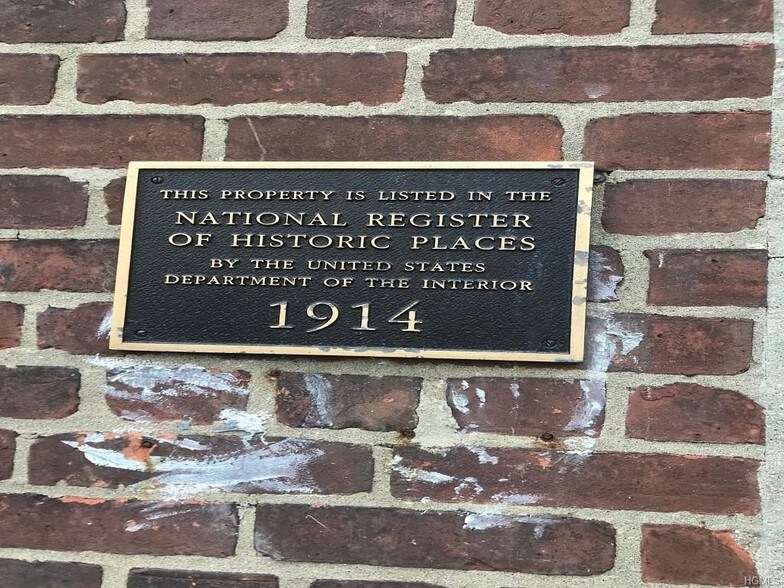 THIS PROPERTY IS LISTED IN THE
NATIONAL REGISTER
OF HISTORIC PLACES
BY THE UNITED STATES
DEPARTMENT OF THE INTERIOR
1914